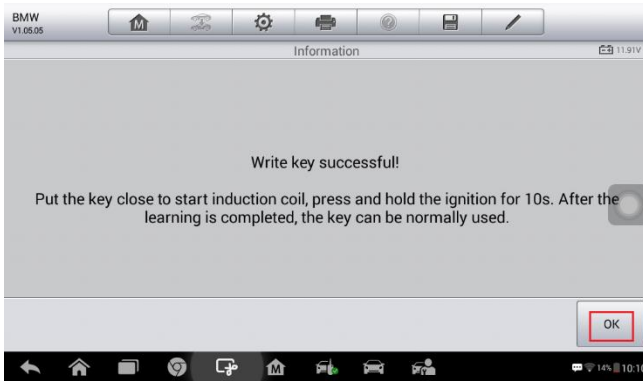 BMW
V1.05.05
Information
11.91V
Write key successful!
Put the key close to start induction coil, press and hold the ignition for 10s. After the
learning is completed, the key can be normally used.
OK
M
M
14%